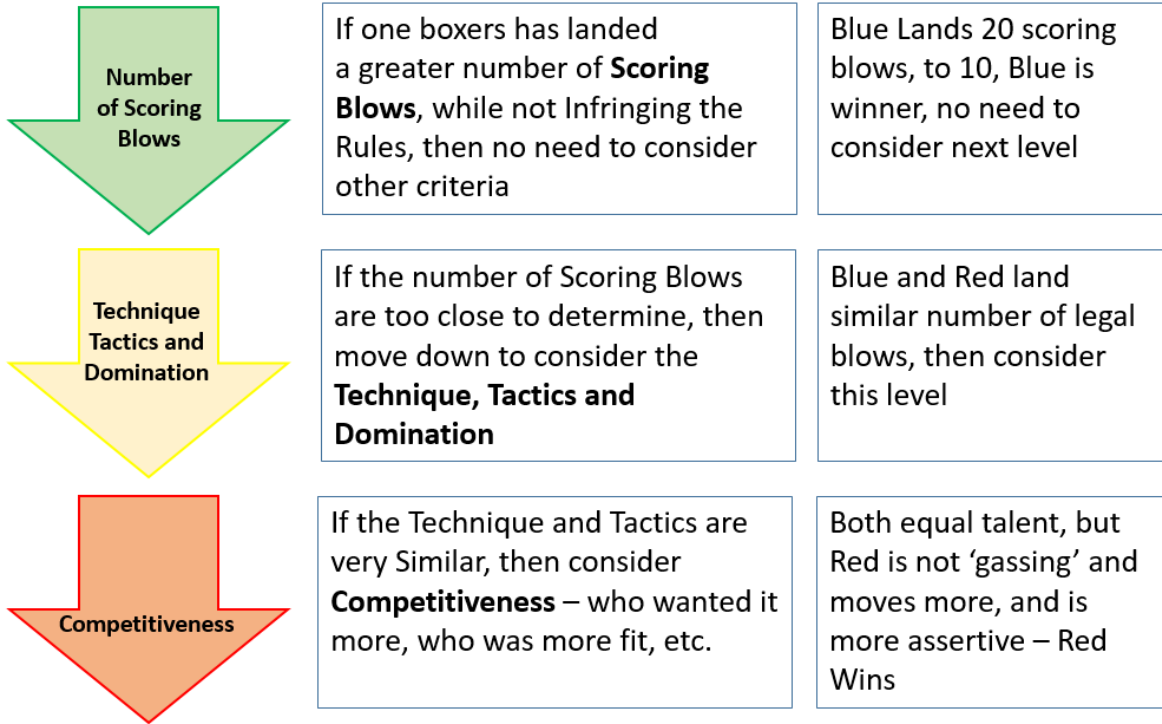 Number
of Scoring
Blows
If one boxers has landed
a greater number of Scoring
Blows, while not Infringing the
Rules, then no need to consider
other criteria
Blue Lands 20 scoring
blows, to 10, Blue is
winner, no need to
consider next level
Technique
Tactics and
Domination
If the number of Scoring Blows
are too close to determine, then
move down to consider the
Technique, Tactics and
Domination
Blue and Red land
similar number of legal
blows, then consider
this level
Competitiveness
If the Technique and Tactics are
very Similar, then consider
Competitiveness – who wanted it
more, who was more fit, etc.
Both equal talent, but
Red is not ‘gassing’ and
moves more, and is
more assertive – Red
Wins